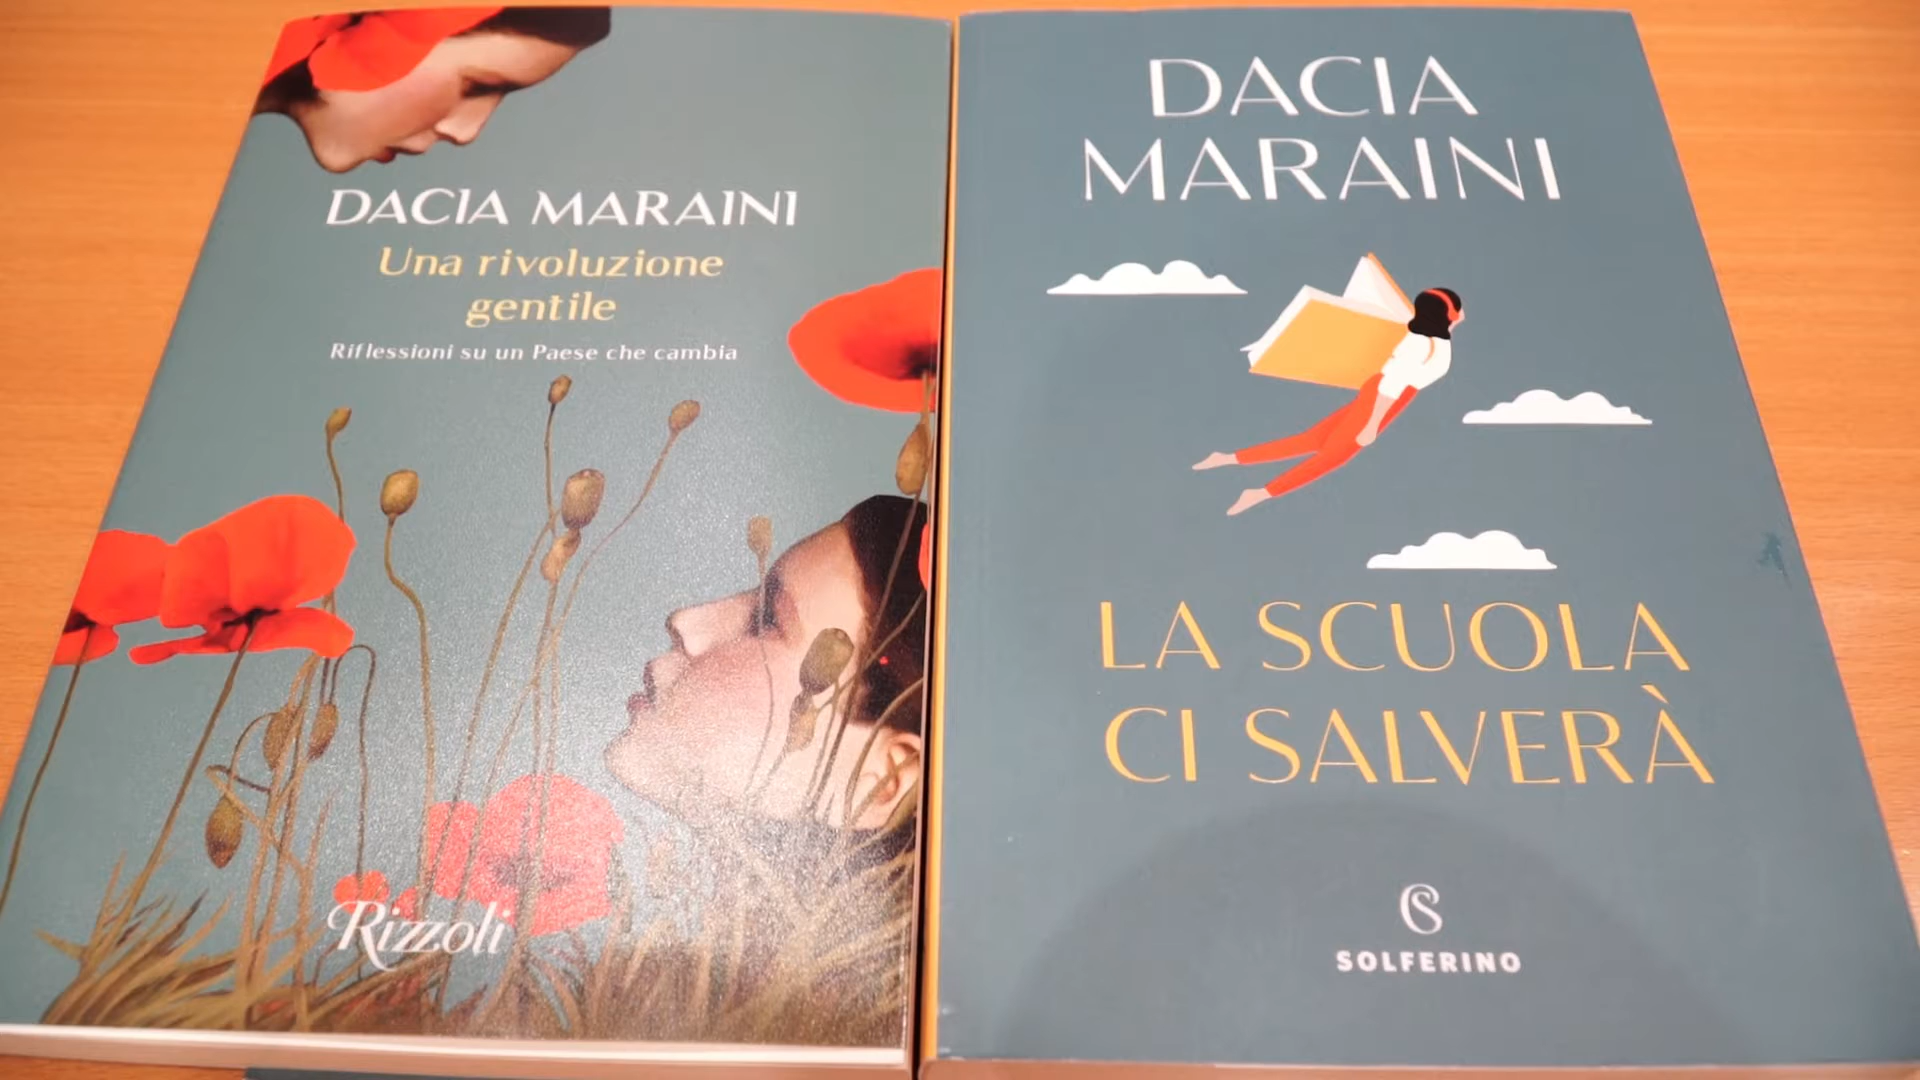 DACIA MARAINI
Una rivoluzione
gentile
Riflessioni su un Paese che cambia
Rizzoli
DACIA
MARAINI
LA SCUOLA
CI SALVERÀ
SOLFERINO